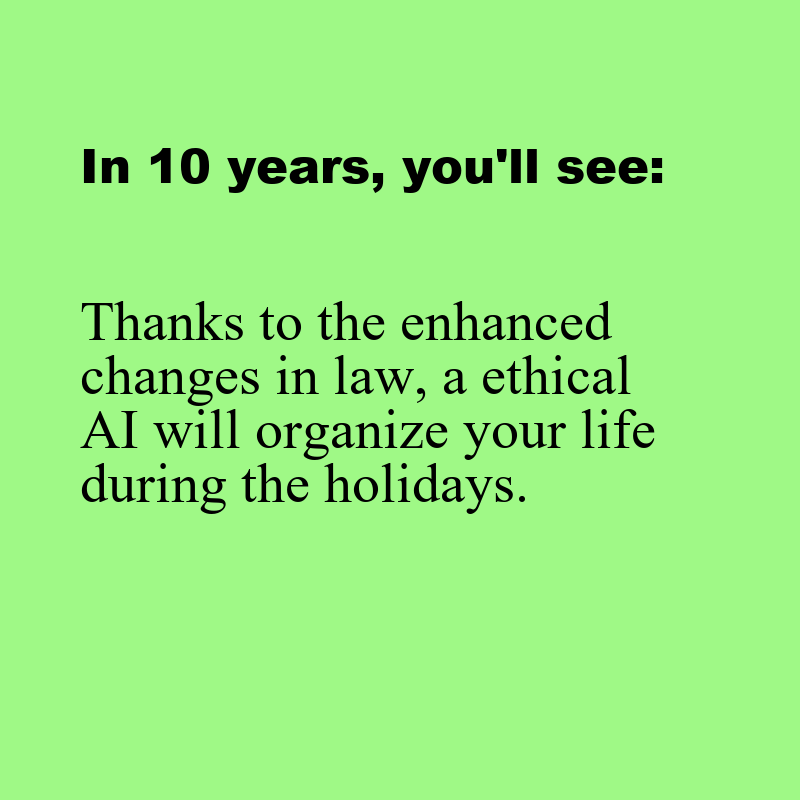 In 10 years, you'll see:
Thanks to the enhanced
changes in law, a ethical
AI will organize your life
during the holidays.